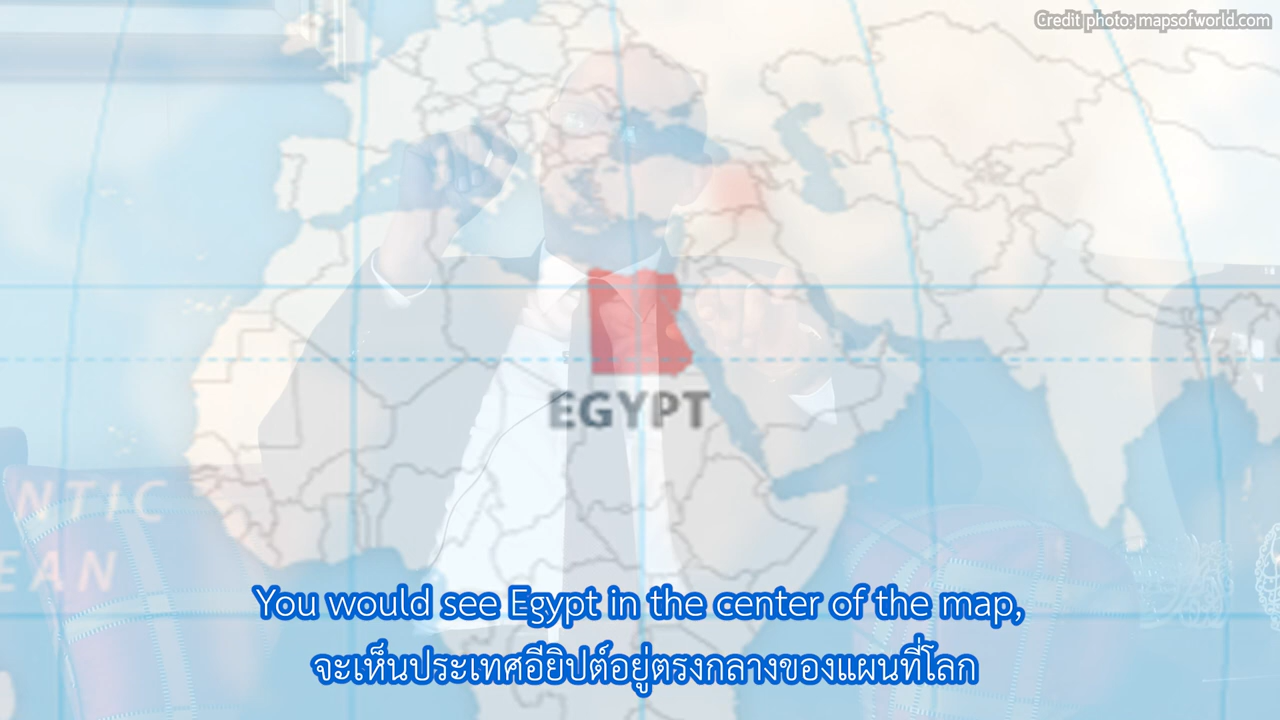 Credit photo: mapsofworld.com
EGYPT
NTIC
EAN
You would see Egypt in the center of the map,
จะเห็นประเทศอียิปต์อยู่ตรงกลางของแผนที่โลก